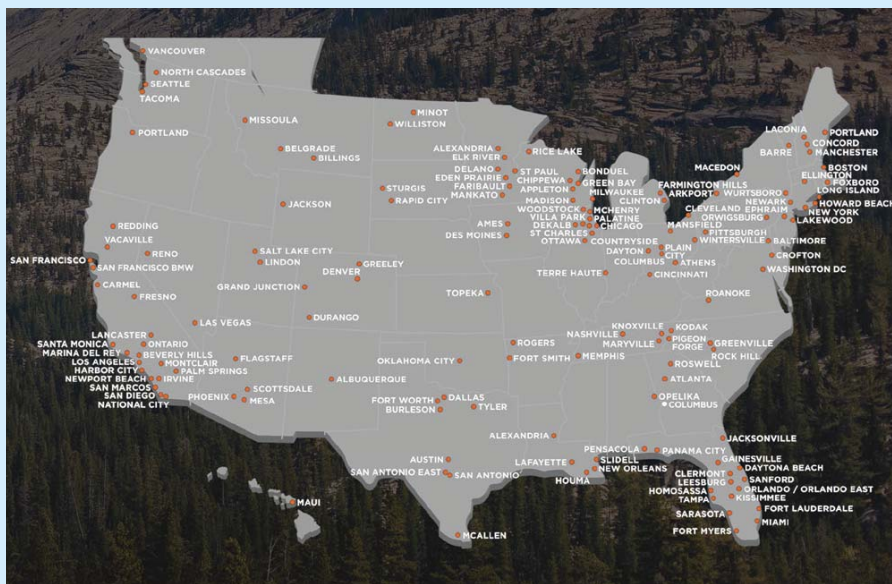 VANCOUVER
NORTH CASCADES
SEATTLE
TACOMA
PORTLAND
MISSOULA
BELGRADE
BILLINGS
JACKSON
MINOT
WILLISTON
STURGIS
RAPID CITY
ALEXANDRIA
ELK RIVER
RICE LAKE
DELANO
EDEN PRAIRIE
FARIBAULT
MANKATO
ST PAUL
CHIPPEWA
APPLETON
MADISON
BONDUEL
GREEN BAY
MILWAUKEE
WOODSTOCK
MCHENRY
VILLA PARK
PALATINE
DEKALB
CHICAGO
ST CHARLES
OTTAWA
COUNTRYSIDE
AMES
DES MOINES
FARMINGTON HILLS
CLINTON
ARKPORT
MACEDON
WURTSBORO
LACONIA
PORTLAND
CONCORD
MANCHESTER
BARRE
BOSTON
ELLINGTON
FOXBORO
LONG ISLAND
HOWARD BEACH
NEWARK
NEW YORK
EPHRAIM
LAKEWOOD
CLEVELAND
ORWIGSBURG
MANSFIELD
PITTSBURGH
WINTERSVILLE
BALTIMORE
CROFTON
WASHINGTON DC
DAYTON
PLAIN
CITY
COLUMBUS
ATHENS
CINCINNATI
TERRE HAUTE
ROANOKE
REDDING
VACAVILLE
RENO
SAN FRANCISCO
SAN FRANCISCO BMW
CARMEL
FRESNO
SALT LAKE CITY
LINDON
GREELEY
DENVER
GRAND JUNCTION
DURANGO
TOPEKA
LAS VEGAS
LANCASTER
SANTA MONICA
ONTARIO
MARINA DEL REY
BEVERLY HILLS
LOS ANGELES
MONTCLAIR
HARBOR CITY
PALM SPRINGS
NEWPORT BEACH
IRVINE
SAN MARCOS
SAN DIEGO
NATIONAL CITY
FLAGSTAFF
SCOTTSDALE
PHOENIX
MESA
ALBUQUERQUE
OKLAHOMA CITY
ROGERS
FORT SMITH
MEMPHIS
NASHVILLE
KNOXVILLE
MARYVILLE
KODAK
PIGEON
FORGE
GREENVILLE
ROCK HILL
ROSWELL
ATLANTA
OPELIKA
COLUMBUS
FORT WORTH
DALLAS
BURLESON
TYLER
ALEXANDRIA
AUSTIN
SAN ANTONIO EAST
SAN ANTONIO
MCALLEN
LAFAYETTE
SLIDELL
NEW ORLEANS
HOUMA
PENSACOLA
PANAMA CITY
JACKSONVILLE
GAINESVILLE
DAYTONA BEACH
CLERMONT
SANFORD
LEESBURG
ORLANDO / ORLANDO EAST
HOMOSASSA
KISSIMMEE
TAMPA
FORT LAUDERDALE
SARASOTA
MIAMI
FORT MYERS
MAUI